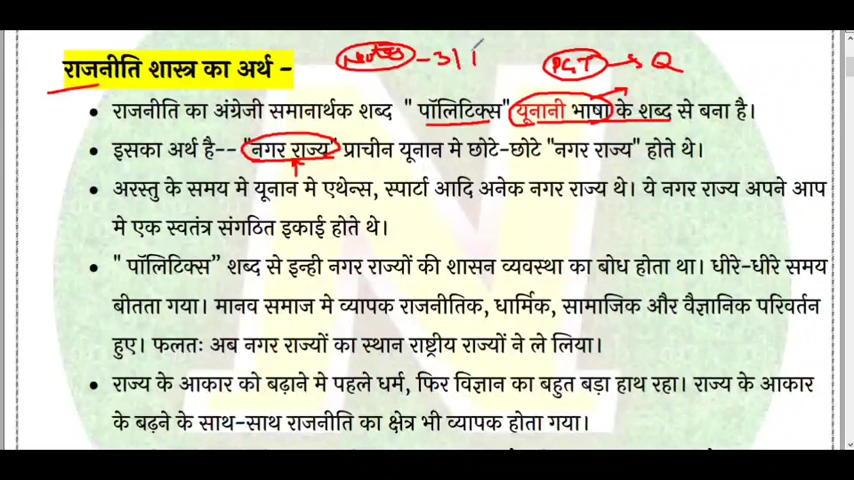 राजनीति शास्त्र का अर्थ - Notes - 311 PGT → Q
• राजनीति का अंग्रेजी समानार्थक शब्द " पॉलिटिक्स" यूनानी भाषा के शब्द से बना है।
• इसका अर्थ है-- "नगर राज्य" प्राचीन यूनान मे छोटे-छोटे "नगर राज्य" होते थे।
• अरस्तु के समय मे यूनान मे एथेन्स, स्पार्टा आदि अनेक नगर राज्य थे। ये नगर राज्य अपने आप
मे एक स्वतंत्र संगठित इकाई होते थे।
• " पॉलिटिक्स” शब्द से इन्ही नगर राज्यों की शासन व्यवस्था का बोध होता था। धीरे-धीरे समय
बीतता गया। मानव समाज मे व्यापक राजनीतिक, धार्मिक, सामाजिक और वैज्ञानिक परिवर्तन
हुए। फलतः अब नगर राज्यों का स्थान राष्ट्रीय राज्यों ने ले लिया।
• राज्य के आकार को बढ़ाने मे पहले धर्म, फिर विज्ञान का बहुत बड़ा हाथ रहा। राज्य के आकार
के बढ़ने के साथ-साथ राजनीति का क्षेत्र भी व्यापक होता गया।